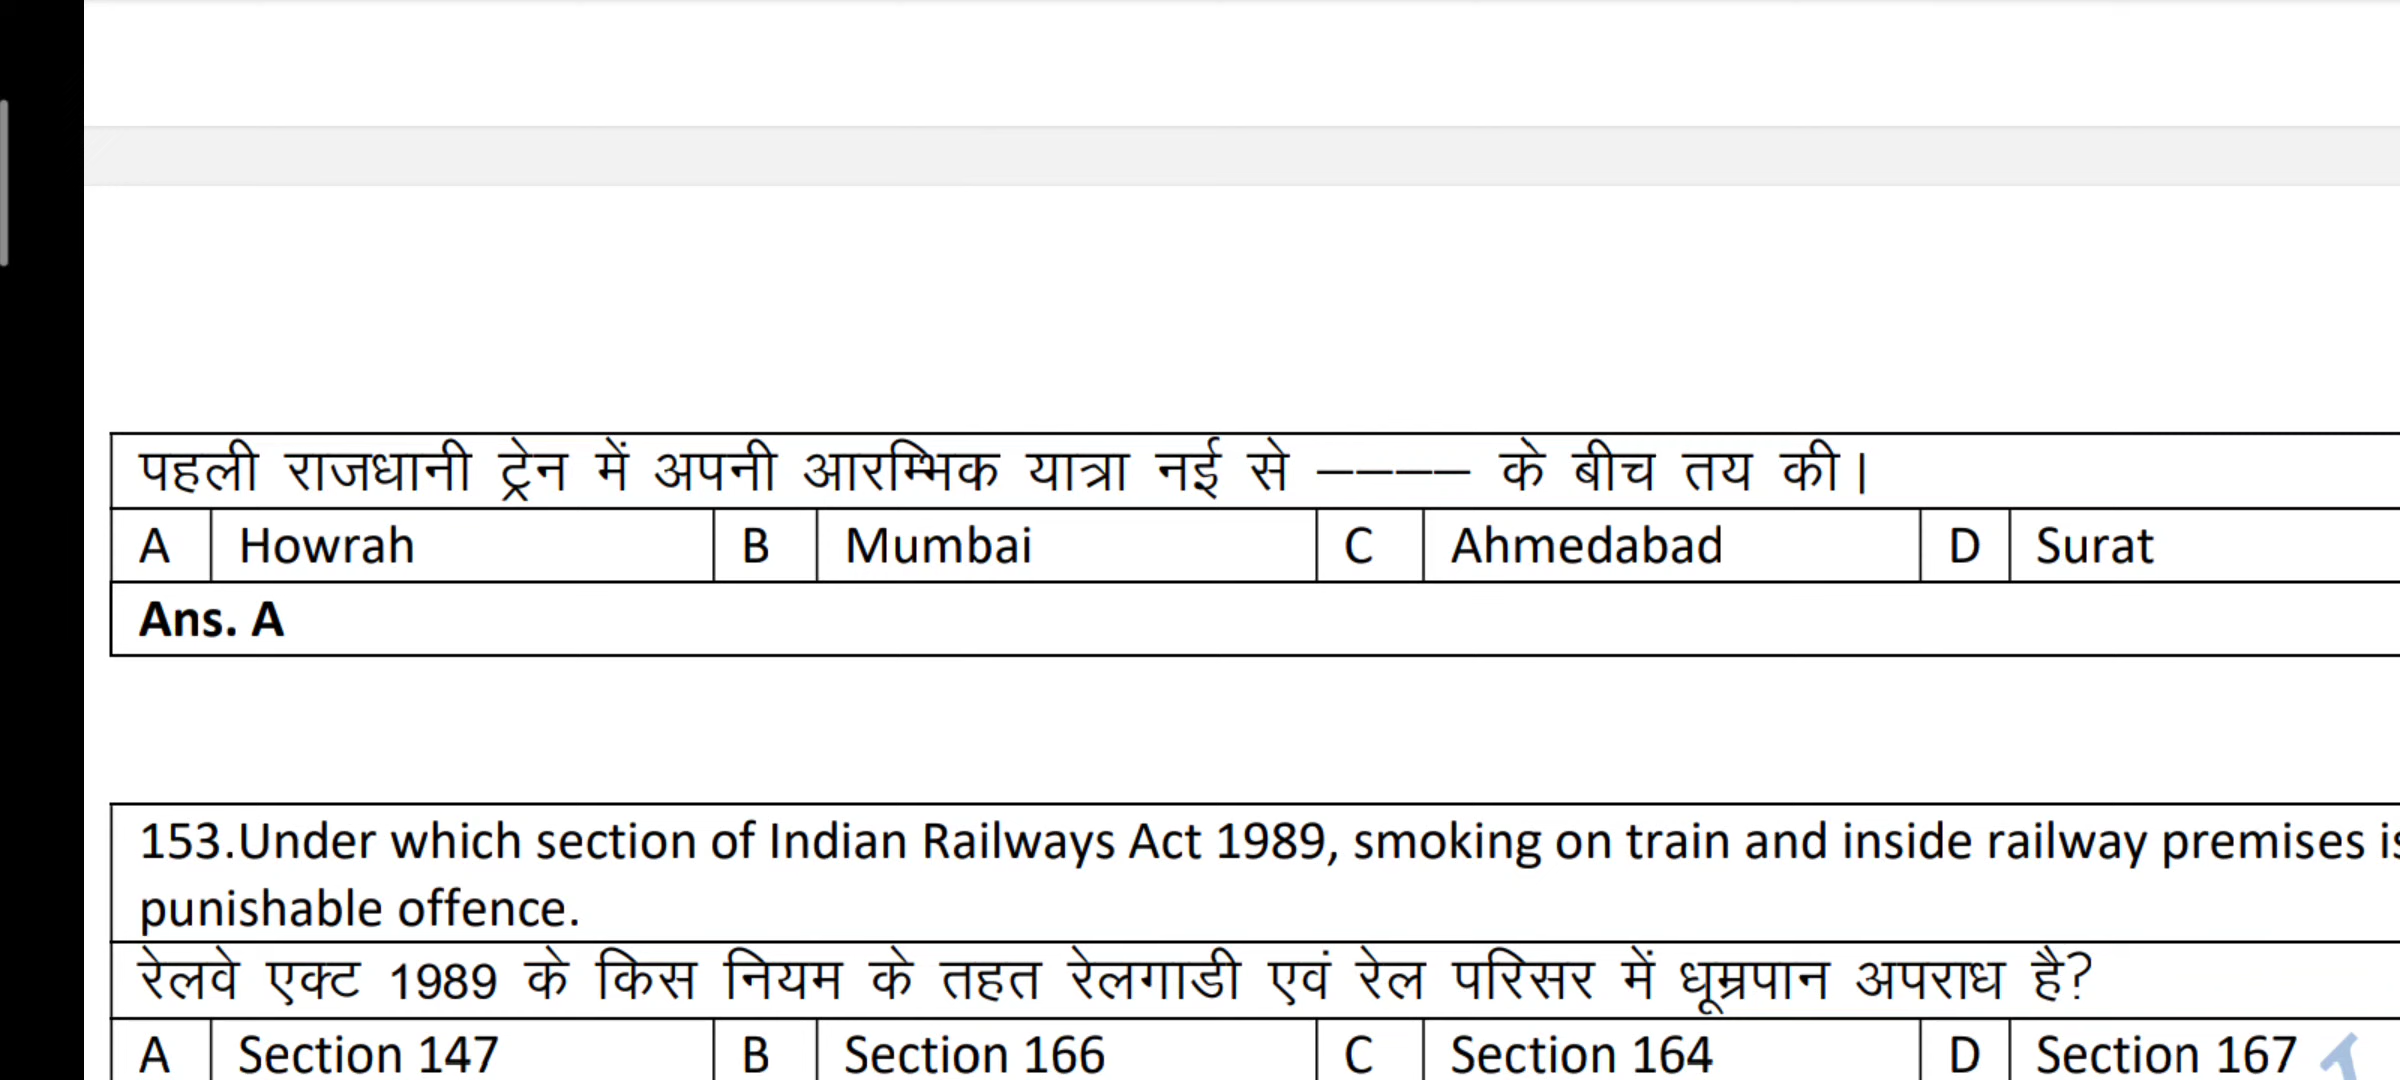 पहली राजधानी ट्रेन में अपनी आरम्भिक यात्रा नई से ---- के बीच तय की।
A Howrah B Mumbai C Ahmedabad D Surat
Ans. A
153.Under which section of Indian Railways Act 1989, smoking on train and inside railway premises is
punishable offence.
रेलवे एक्ट 1989 के किस नियम के तहत रेलगाडी एवं रेल परिसर में धूम्रपान अपराध है?
A Section 147 B Section 166 C Section 164 D Section 167